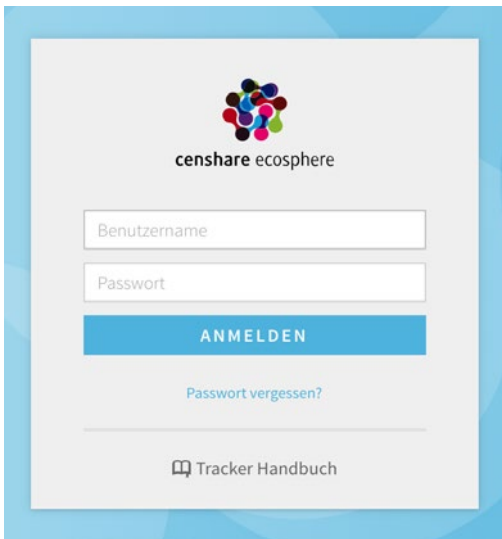 censhare ecosphere
Benutzername
Passwort
ANMELDEN
Passwort vergessen?
Tracker Handbuch